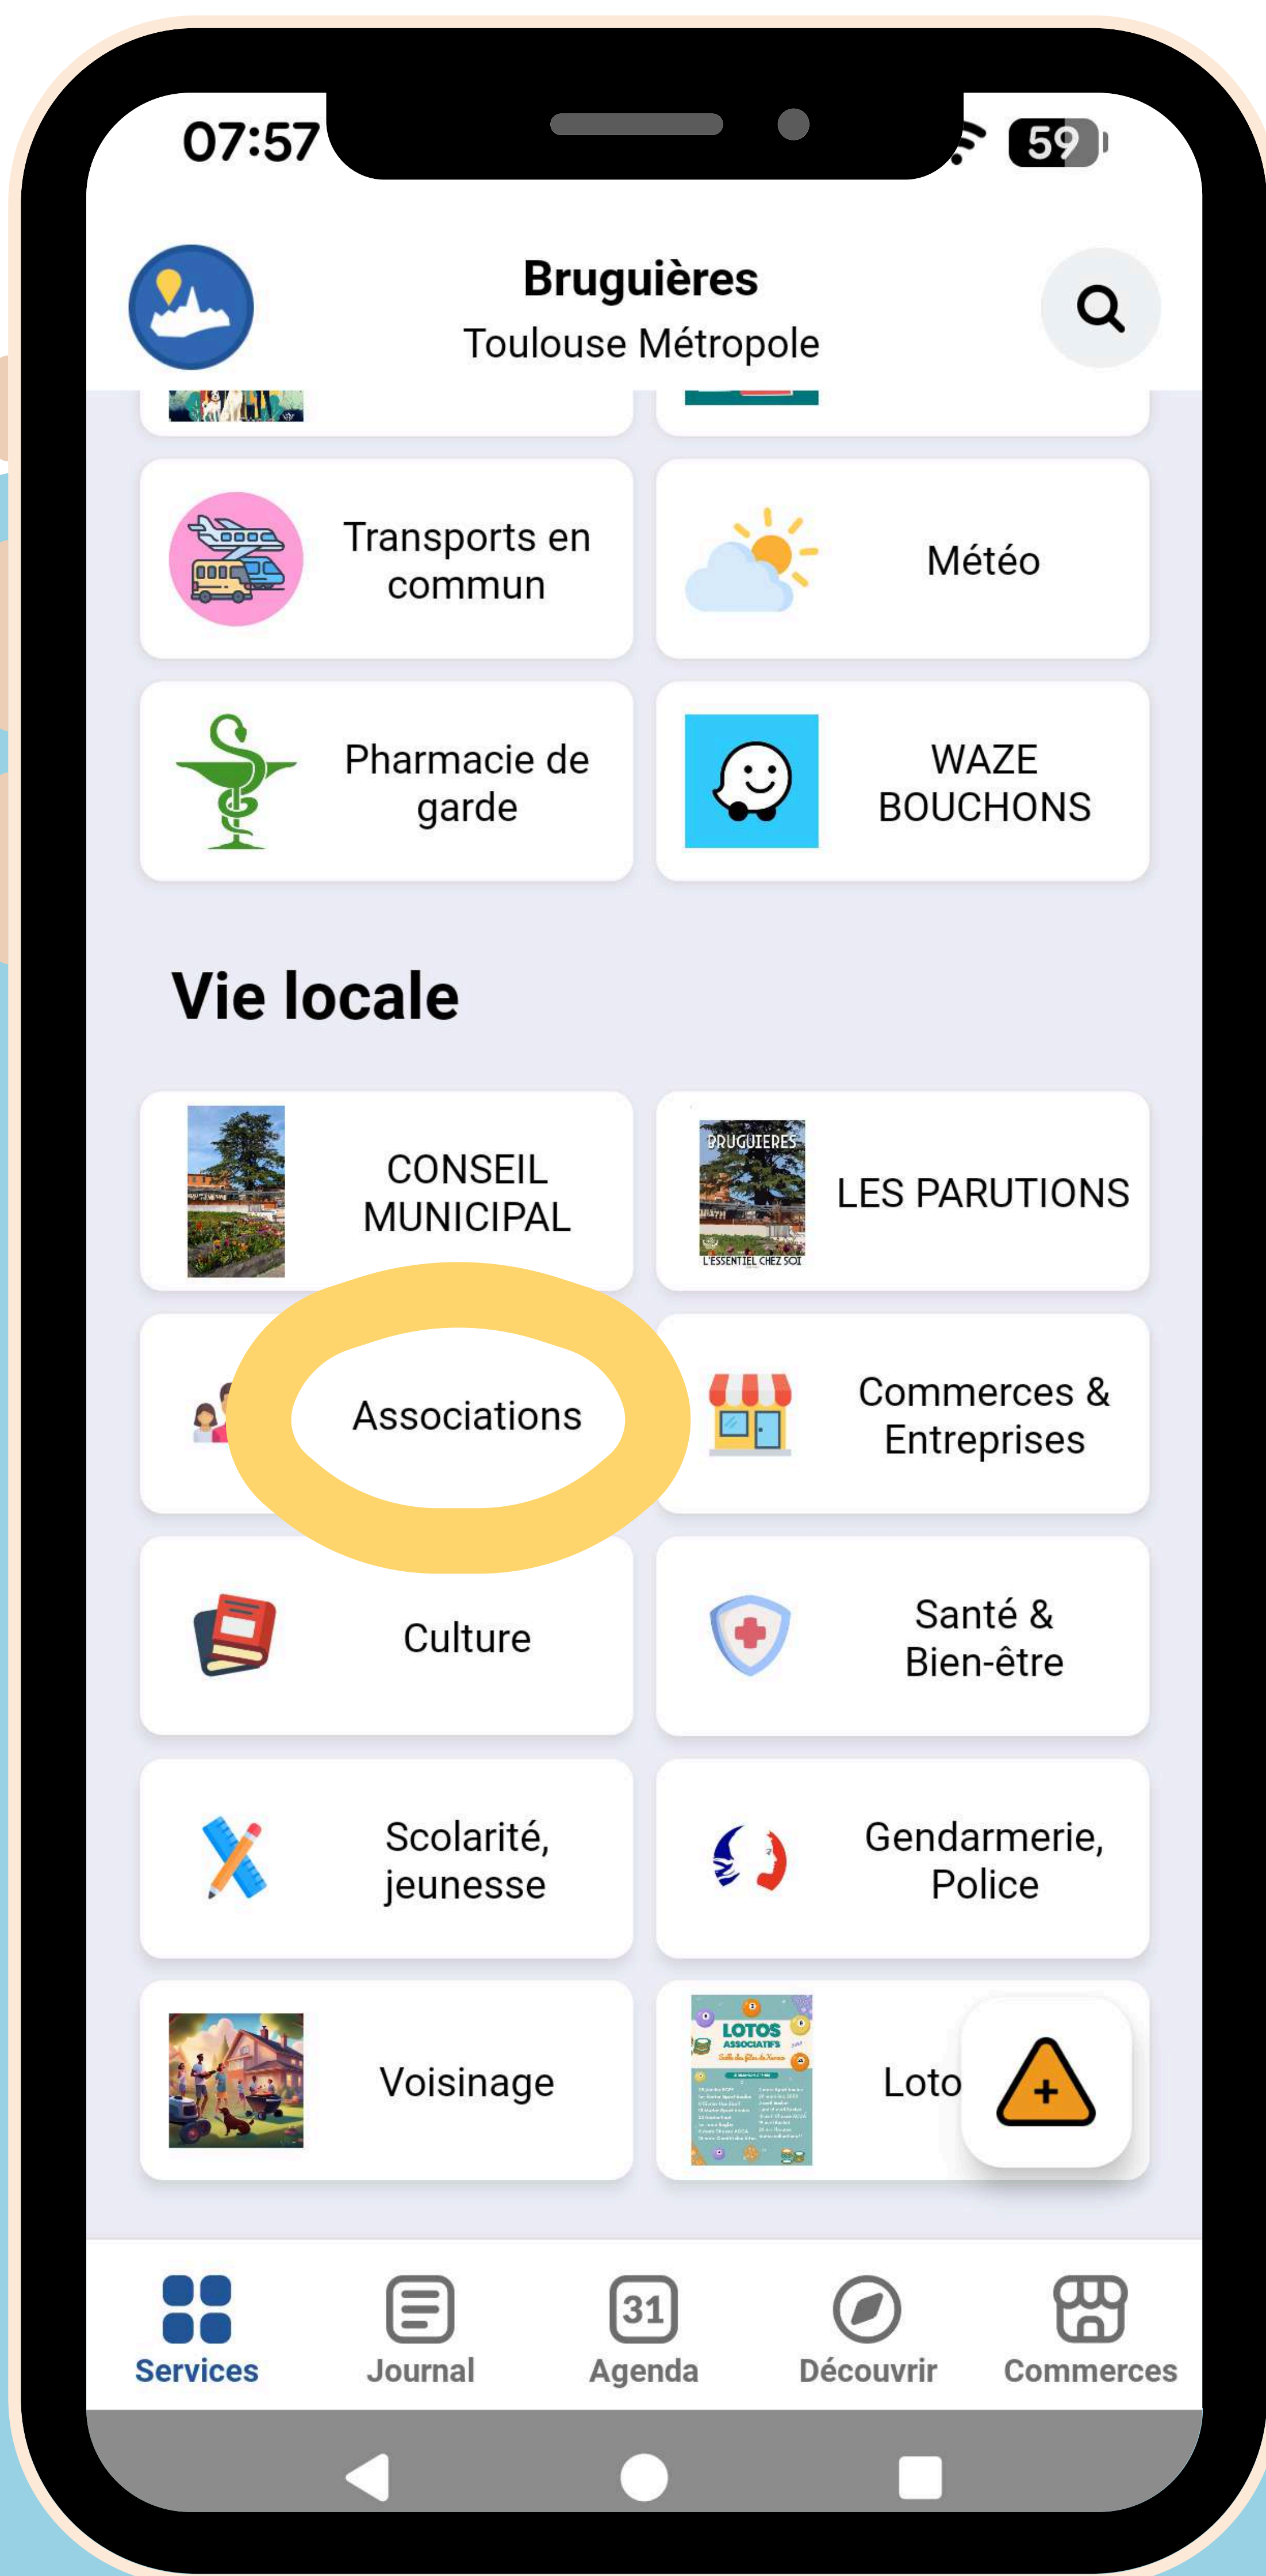 07:57
59
Bruguières
Toulouse Métropole
Transports en
commun
Météo
Pharmacie de
garde
WAZE
BOUCHONS
Vie locale
CONSEIL
MUNICIPAL
BRUGUIERES
L'ESSENTIEL CHEZ SOI
LES PARUTIONS
Associations
Commerces &
Entreprises
Culture
Santé &
Bien-être
Scolarité,
jeunesse
Gendarmerie,
Police
Voisinage
LOTOS
ASSOCIATIFS
Loto
31
Services
Journal
Agenda
Découvrir
Commerces